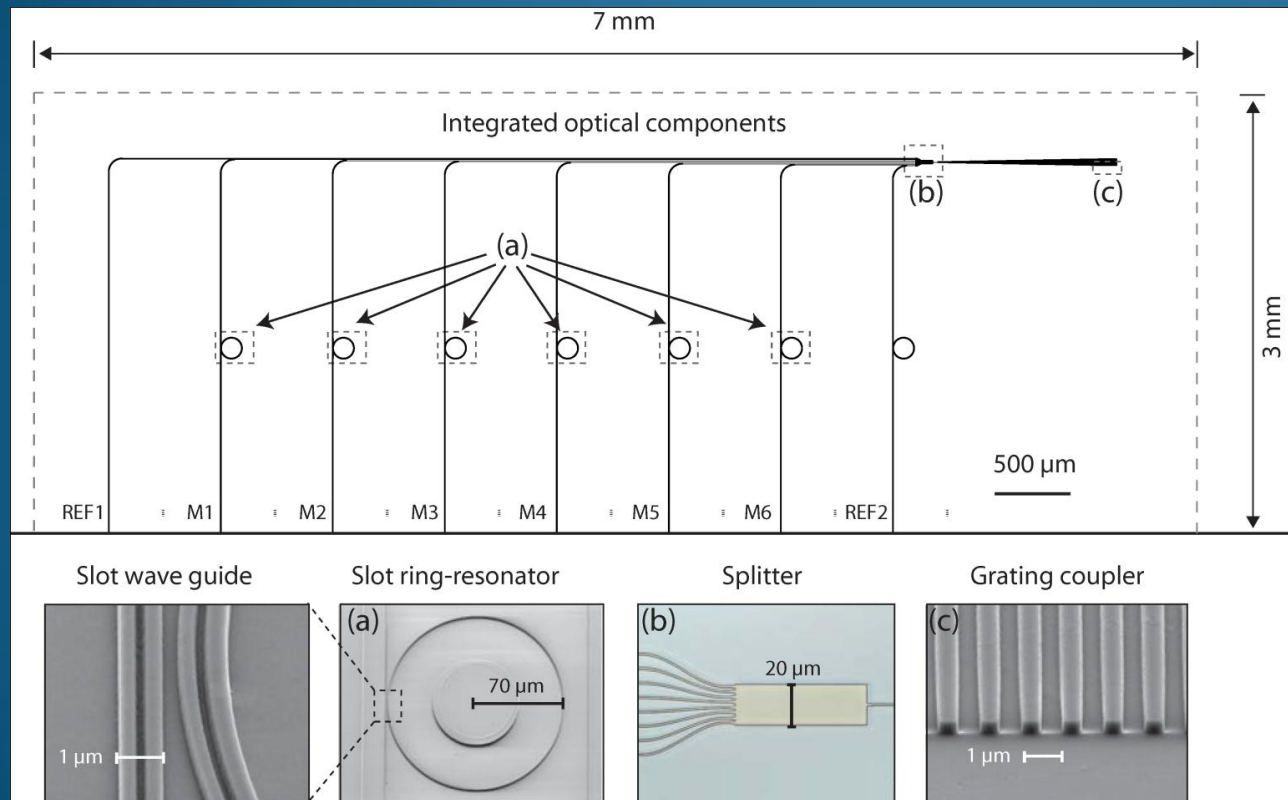 7 mm
Integrated optical components
(b)
(c)
(a)
3 mm
500 µm
REF1 M1 M2 M3 M4 M5 M6 REF2
Slot wave guide Slot ring-resonator Splitter Grating coupler
(a) (b) (c)
20 µm
70 µm
1 µm
1 µm